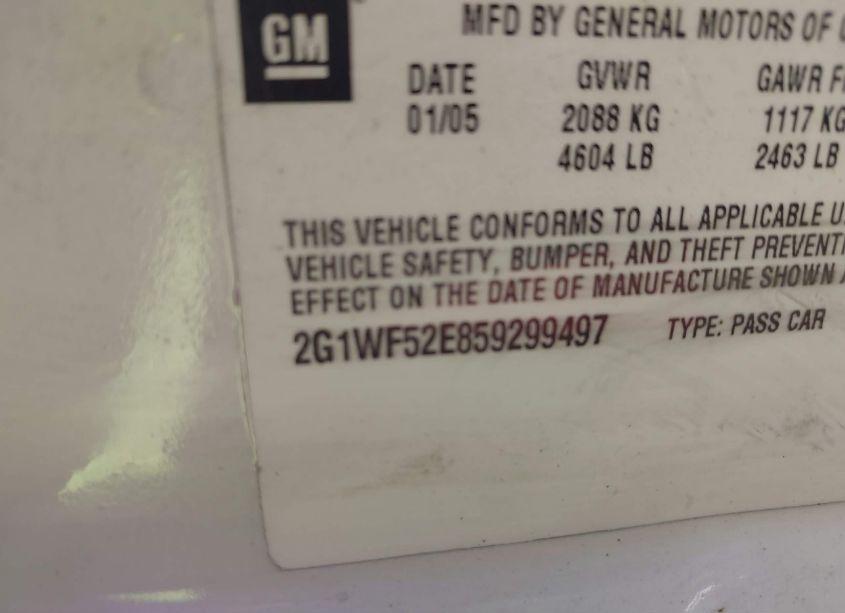 GM
MFD BY GENERAL MOTORS OF
DATE GVWR GAWR
01/05 2088 KG 1117 KG
4604 LB 2463 LB
THIS VEHICLE CONFORMS TO ALL APPLICABLE
VEHICLE SAFETY, BUMPER, AND THEFT
EFFECT ON THE DATE OF MANUFACTURE SHOWN
2G1WF52E859299497 TYPE: PASS CAR